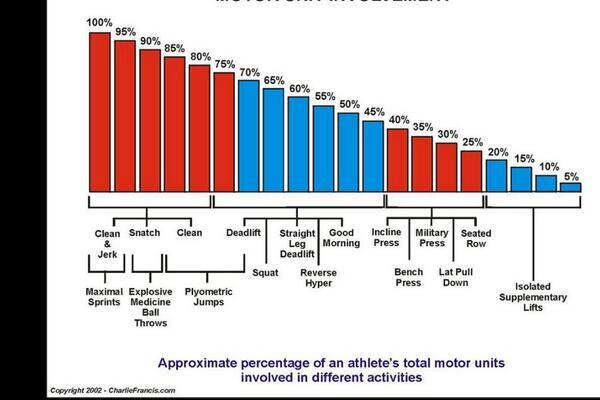 100%
95%
90%
85%
80%
75%
70%
65%
60%
55%
50%
45%
40%
35%
30%
25%
20%
15%
10%
5%
Clean
&
Jerk
Snatch
Clean
Deadlift
Straight
Leg
Deadlift
Good
Morning
Incline
Press
Military
Press
Seated
Row
Squat
Reverse
Hyper
Bench
Press
Lat Pull
Down
Maximal
Sprints
Explosive
Medicine
Ball
Throws
Plyometric
Jumps
Isolated
Supplementary
Lifts
Approximate percentage of an athlete's total motor units
involved in different activities
Copyright 2002 - CharlieFrancis.com